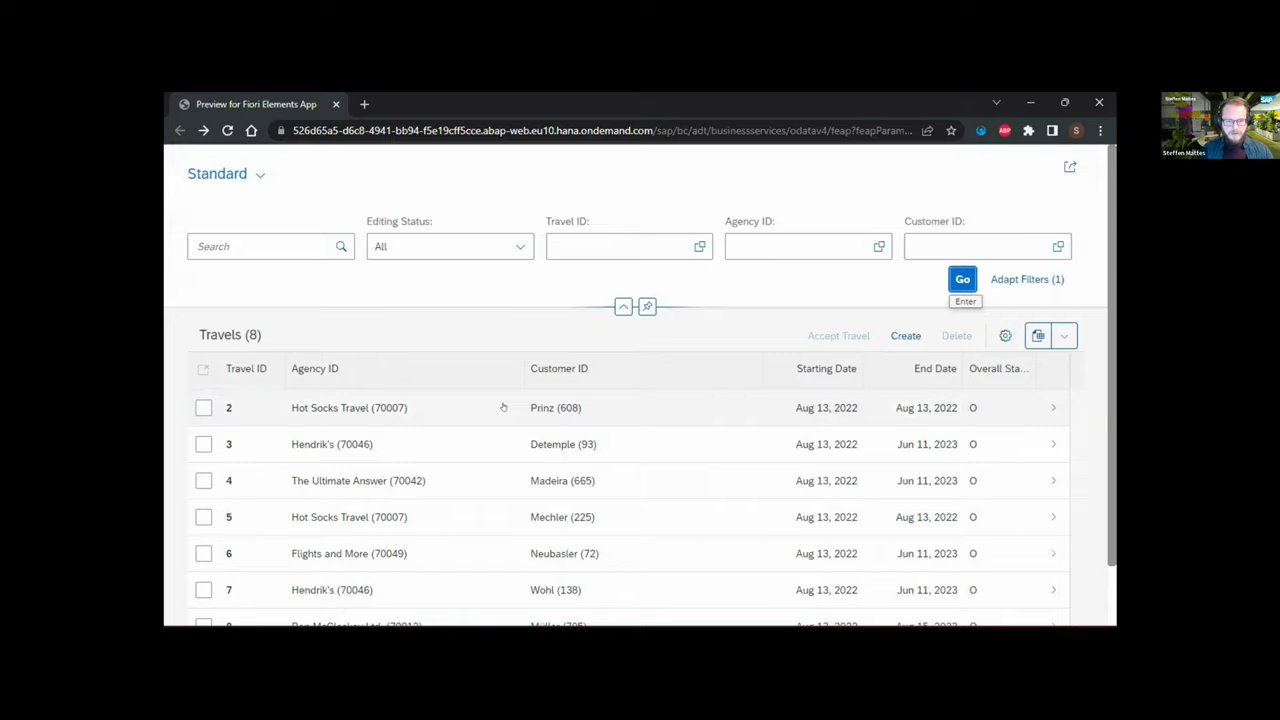 Preview for Fiori Elements App
526d65a5-d6c8-4941-bb94-f5e19cff5cce.abap-web.eu10.hana.ondemand.com/sap/bc/adt/businessservices/odatav4/feap?feapParam...
ABP
S
Standard
Editing Status: Travel ID: Agency ID: Customer ID:
Search All
Go Adapt Filters (1)
Enter
Travels (8) Accept Travel Create Delete
Travel ID Agency ID Customer ID Starting Date End Date Overall Sta...
2 Hot Socks Travel (70007) Prinz (608) Aug 13, 2022 Aug 13, 2022 O
3 Hendrik's (70046) Detemple (93) Aug 13, 2022 Jun 11, 2023 O
4 The Ultimate Answer (70042) Madeira (665) Aug 13, 2022 Jun 11, 2023 O
5 Hot Socks Travel (70007) Mechler (225) Aug 13, 2022 Aug 13, 2022 O
6 Flights and More (70049) Neubasler (72) Aug 13, 2022 Jun 11, 2023 O
7 Hendrik's (70046) Wohl (138) Aug 13, 2022 Jun 11, 2023 O
Steffen Mattes
SAP
Steffen Mattes